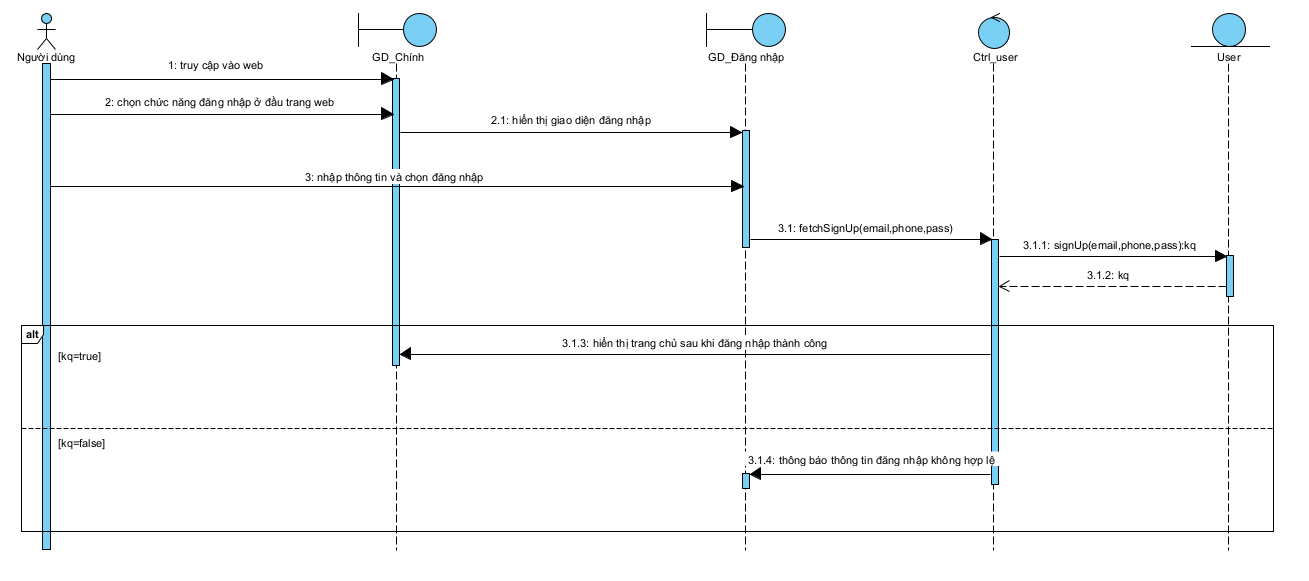 Người dùng
GD_Chính
GD_Đăng nhập
Ctrl_user
User
1: truy cập vào web
2: chọn chức năng đăng nhập ở đầu trang web
2.1: hiển thị giao diện đăng nhập
3: nhập thông tin và chọn đăng nhập
3.1: fetchSignUp(email,phone,pass)
3.1.1: signUp(email,phone,pass):kq
3.1.2: kq
alt
3.1.3: hiển thị trang chủ sau khi đăng nhập thành công
[kq=true]
[kq=false]
3.1.4: thông báo thông tin đăng nhập không hợp lệ